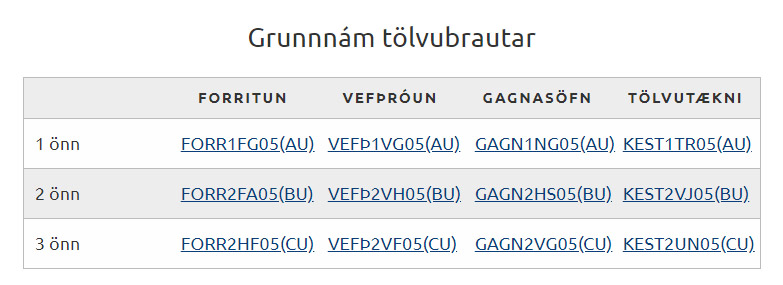 Grunnnám tölvubrautar
FORRITUN VEFÞRÓUN GAGNASÖFN TÖLVUTÆKNI
1 önn FORR1FG05(AU) VEFÞ1VG05(AU) GAGN1NG05(AU) KEST1TR05(AU)
2 önn FORR2FA05(BU) VEFÞ2VH05(BU) GAGN2HS05(BU) KEST2VJ05(BU)
3 önn FORR2HF05(CU) VEFÞ2VF05(CU) GAGN2VG05(CU) KEST2UN05(CU)